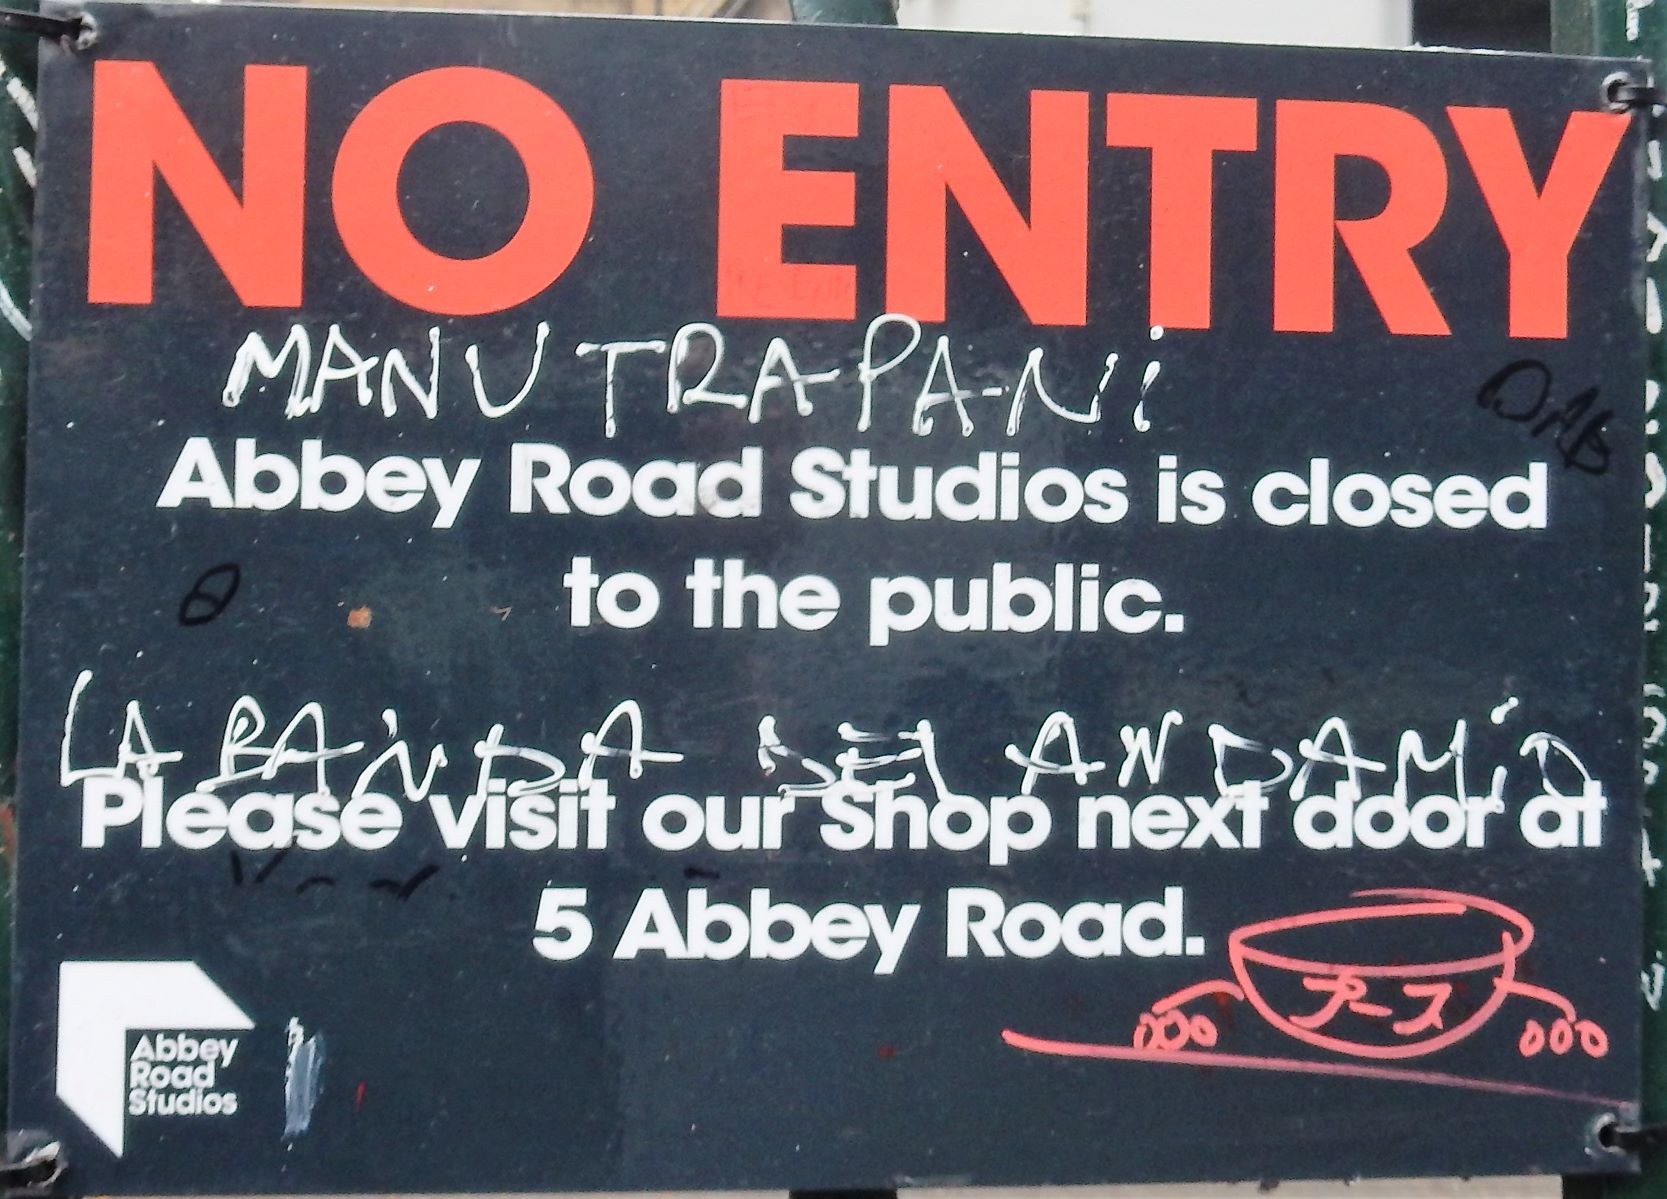 NO ENTRY
MANU TRAPANi
DAB
Abbey Road Studios is closed
to the public.
LA BANDA DEL ANDAMiO
Please visit our Shop next door at
5 Abbey Road.
Abbey
Road
Studios